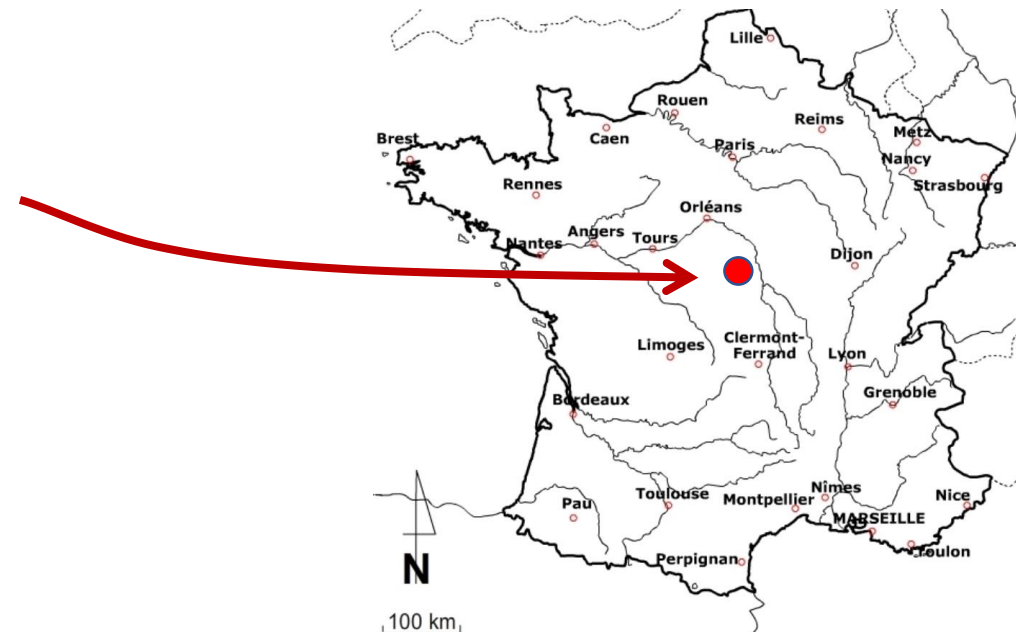 Lille
Rouen
Reims
Caen
Metz
Brest
Paris
Nancy
Strasbourg
Rennes
Orléans
Angers
Tours
Nantes
Dijon
Limoges
Clermont-
Ferrand
Lyon
Grenoble
Bordeaux
Toulouse
Montpellier
Nîmes
Nice
Pau
MARSEILLE
Toulon
Perpignan
N
100 km